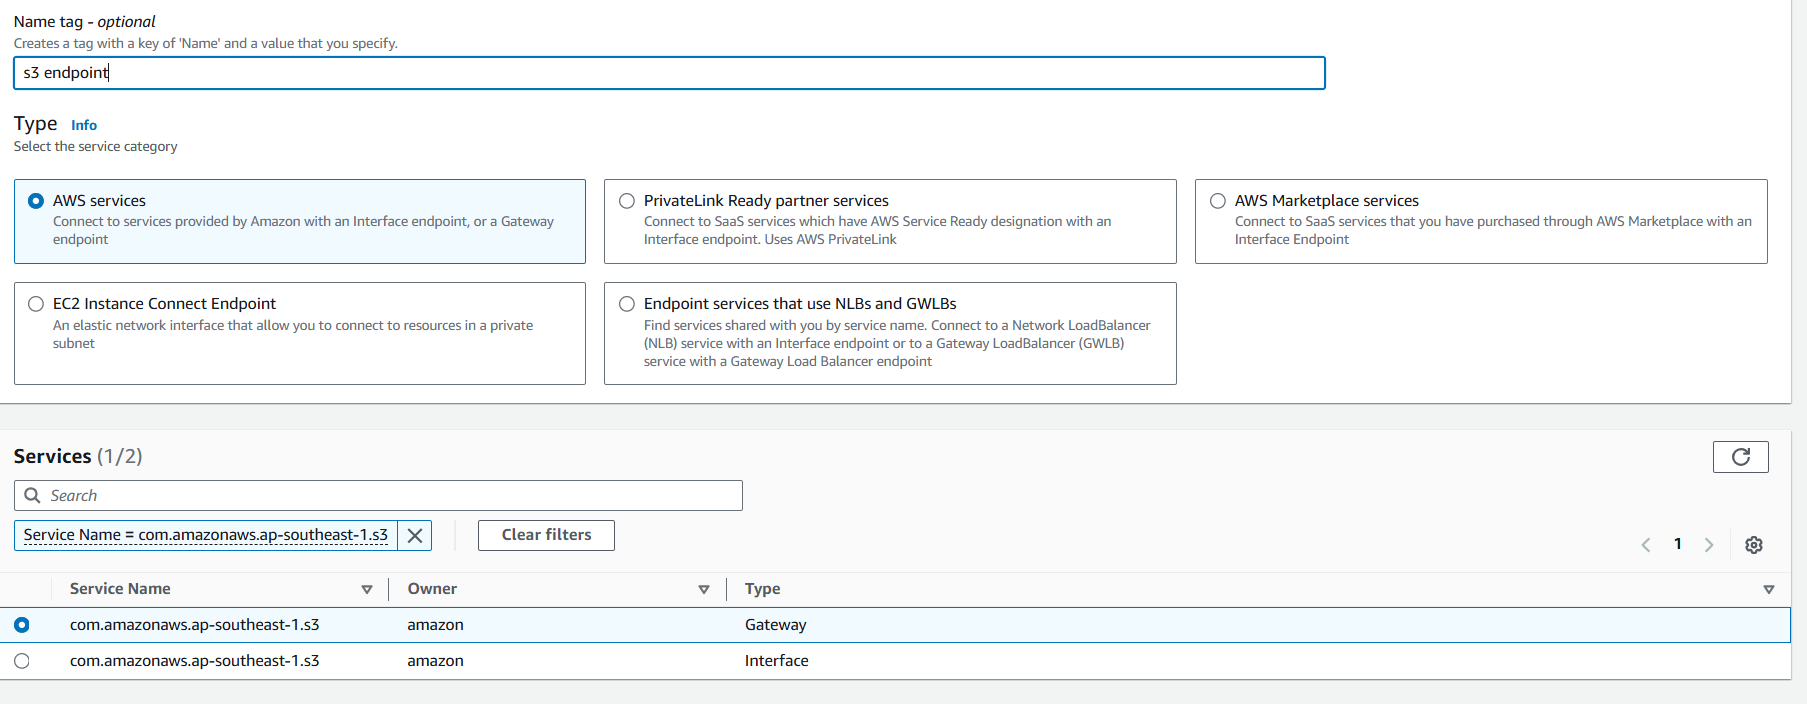 Name tag - optional
Creates a tag with a key of 'Name' and a value that you specify.
s3 endpoint
Type Info
Select the service category
AWS services
Connect to services provided by Amazon with an Interface endpoint, or a Gateway
endpoint
PrivateLink Ready partner services
Connect to SaaS services which have AWS Service Ready designation with an
Interface endpoint. Uses AWS PrivateLink
AWS Marketplace services
Connect to SaaS services that you have purchased through AWS Marketplace with an
Interface Endpoint
EC2 Instance Connect Endpoint
An elastic network interface that allow you to connect to resources in a private
subnet
Endpoint services that use NLBs and GWLBs
Find services shared with you by service name. Connect to a Network LoadBalancer
(NLB) service with an Interface endpoint or to a Gateway LoadBalancer (GWLB)
service with a Gateway Load Balancer endpoint
Services (1/2)
Search
Service Name = com.amazonaws.ap-southeast-1.s3
Clear filters
1
Service Name Owner Type
com.amazonaws.ap-southeast-1.s3 amazon Gateway
com.amazonaws.ap-southeast-1.s3 amazon Interface